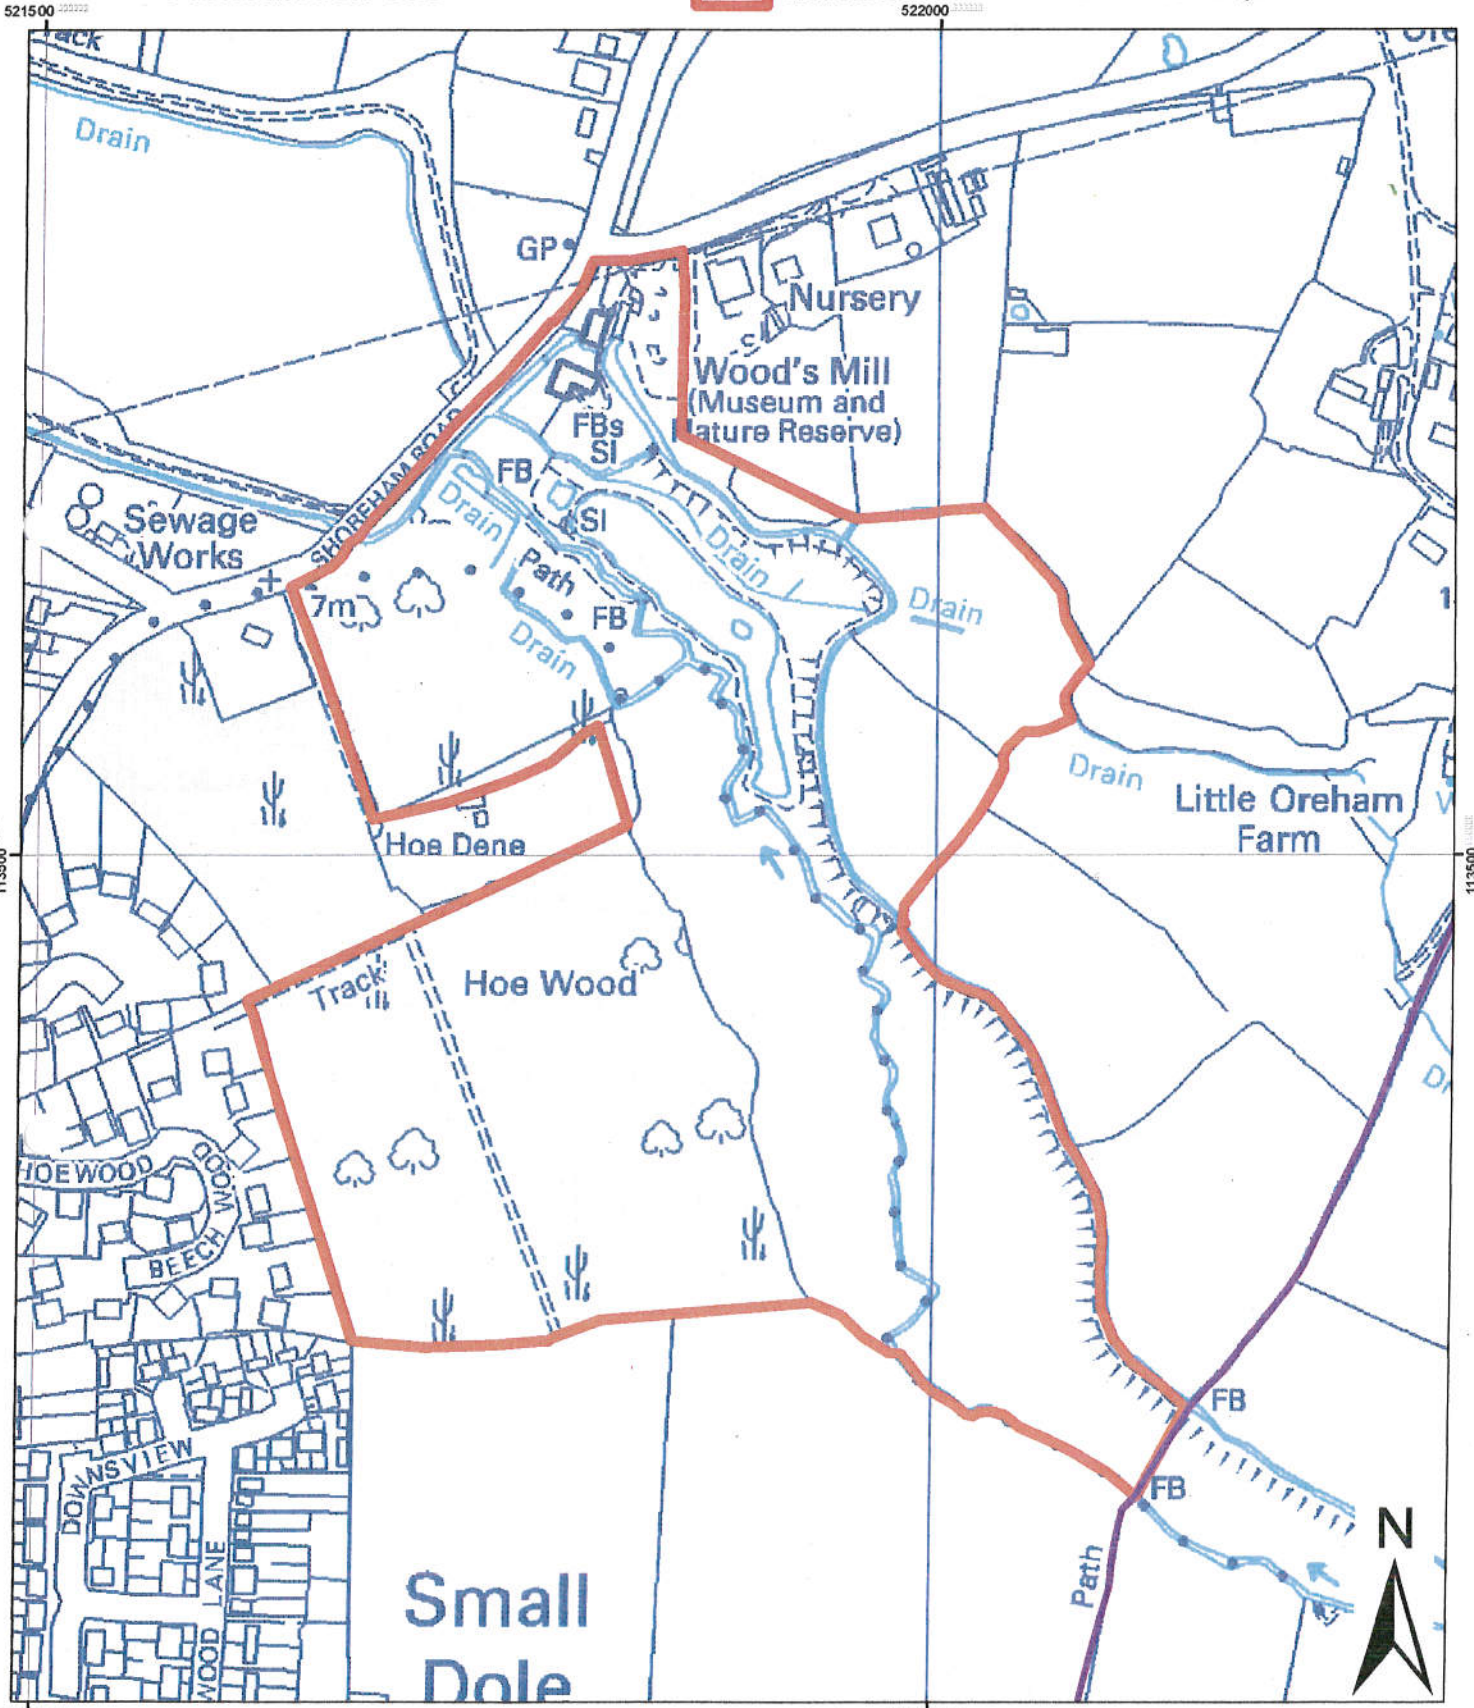 521500
522000
Drain
GP
Nursery
Wood's Mill
(Museum and
Nature Reserve)
FBs
SI
FB
SHOREHAM ROAD
Drain
SI
Sewage
Works
Drain
Path
7m
FB
Drain
Drain
Drain
Little Oreham
Farm
Hoe Dene
113500
113500
Track
Hoe Wood
HOEWOOD
BEECH WOOD
FB
DOWNSVIEW
FB
N
WOOD LANE
Path
Small
Dole